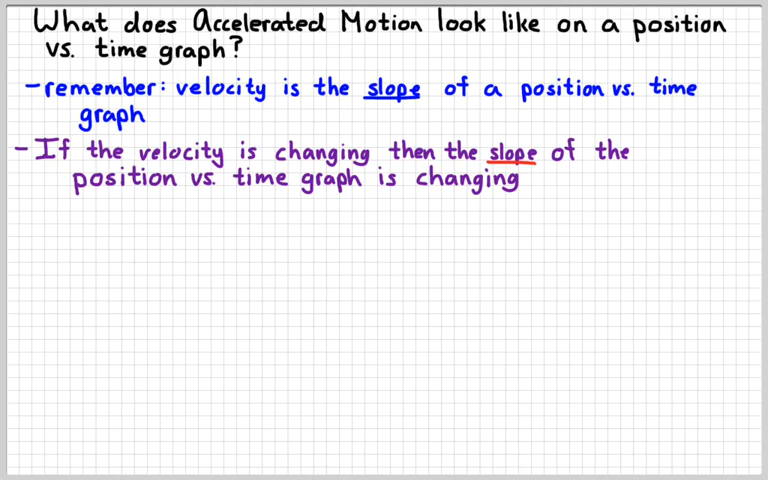 What does Accelerated Motion look like on a position
vs. time graph?
- remember: velocity is the slope of a position vs. time
graph
- If the velocity is changing then the slope of the
position vs. time graph is changing